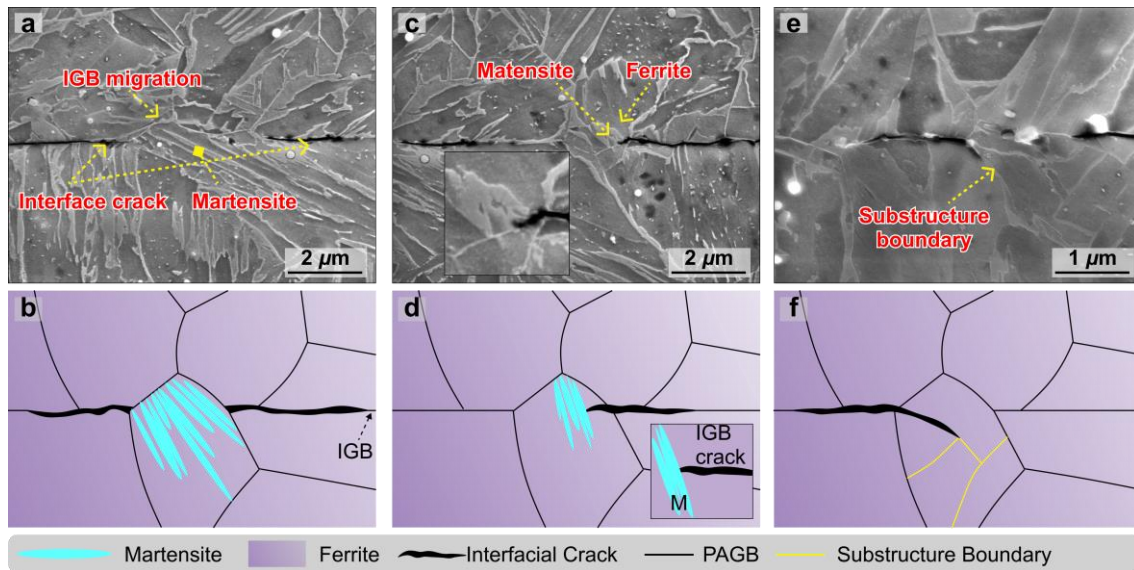 a
IGB migration
Interface crack
Martensite
2 μm
c
Matensite
Ferrite
2 μm
e
Substructure
boundary
1 μm
b
IGB
d
IGB
crack
M
f
Martensite
Ferrite
Interfacial Crack
PAGB
Substructure Boundary